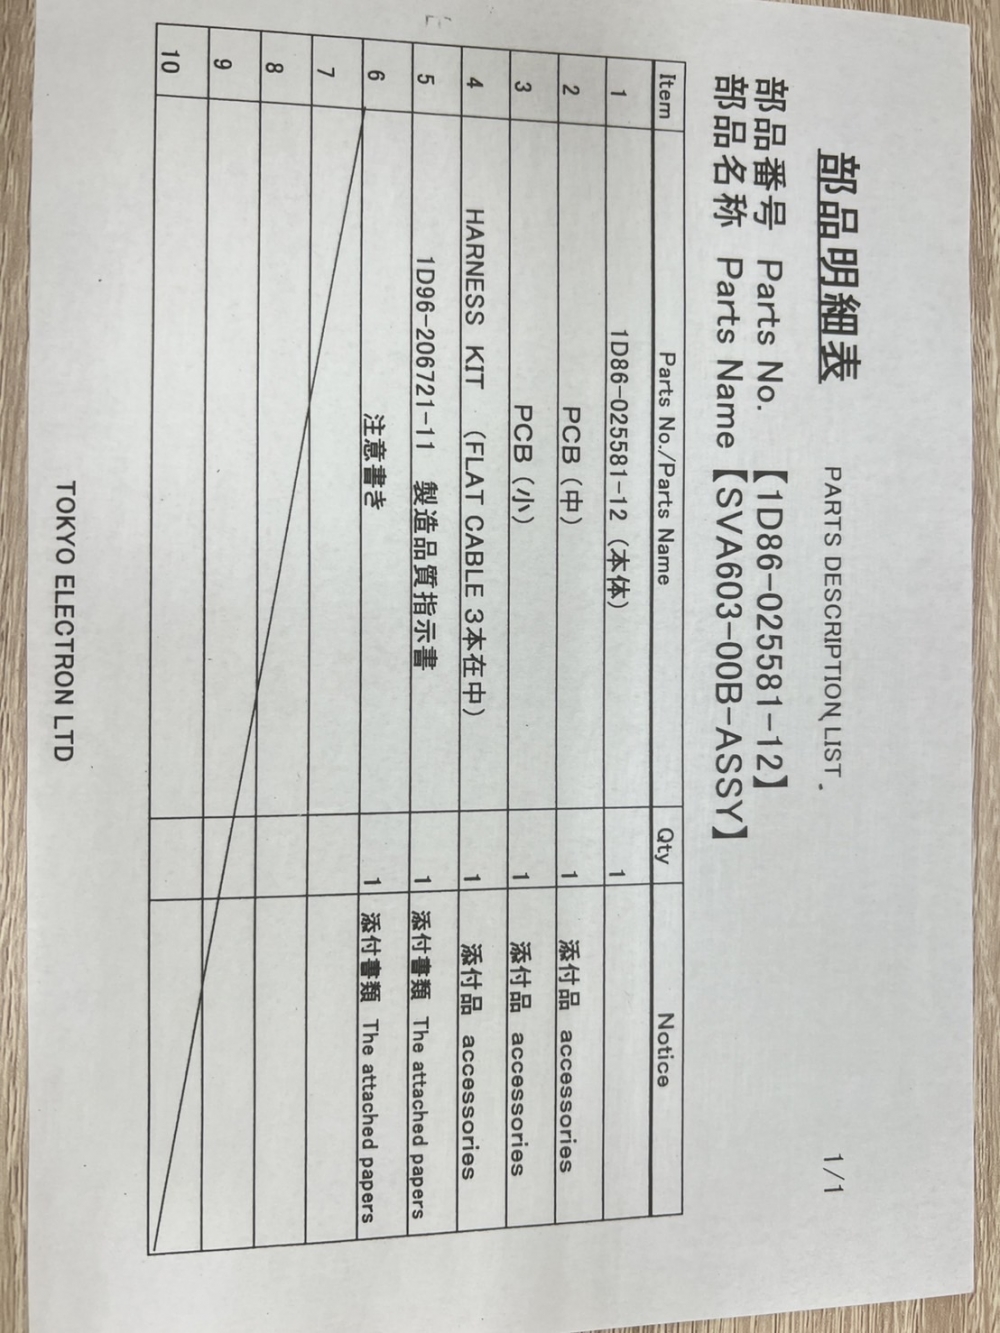 部品明細表 PARTS DESCRIPTION LIST. 1/1
部品番号 Parts No. 【1D86-025581-12】
部品名称 Parts Name 【SVA603-00B-ASSY】
Item Parts No./Parts Name Qty Notice
1 1D86-025581-12 (本体) 1
2 PCB (中) 1 添付品 accessories
3 PCB (小) 1 添付品 accessories
4 HARNESS KIT (FLAT CABLE 3本在中) 1 添付品 accessories
5 1D96-206721-11 製造品質指示書 1 添付書類 The attached papers
6 注意書き 1 添付書類 The attached papers
7
8
9
10
TOKYO ELECTRON LTD